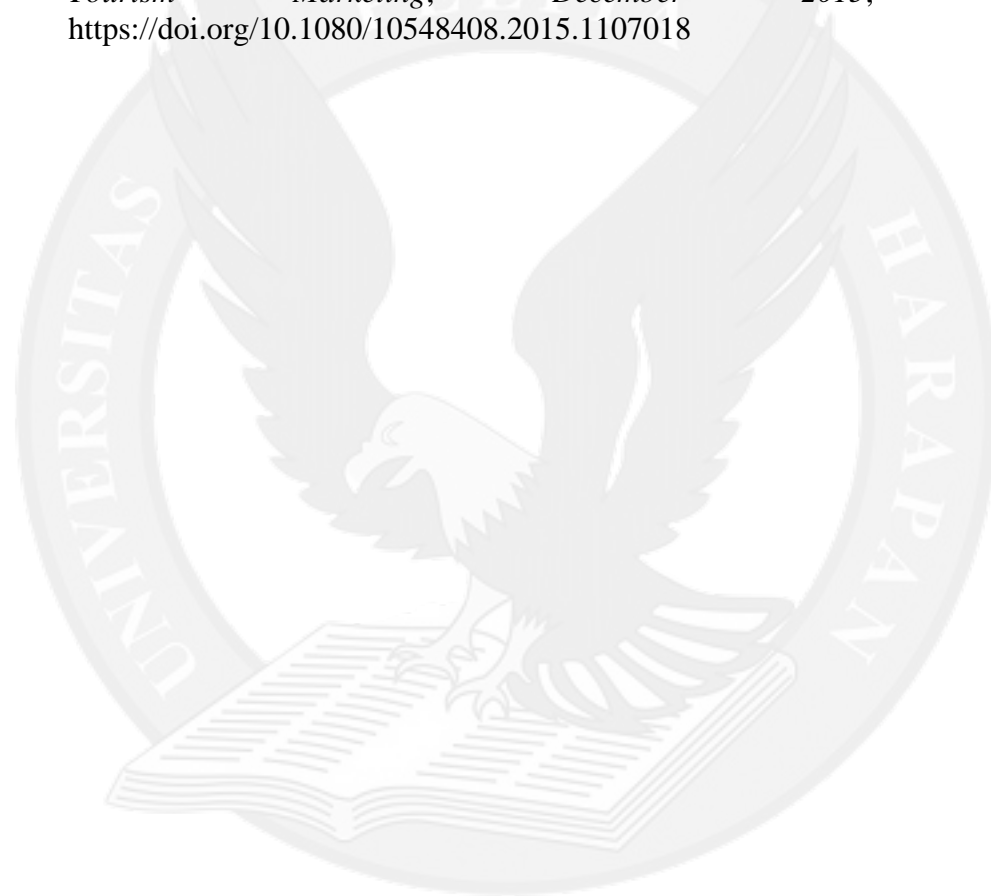 Tourism Marketing, December 2015,
https://doi.org/10.1080/10548408.2015.1107018
UNIVERSITAS
HARAPAN